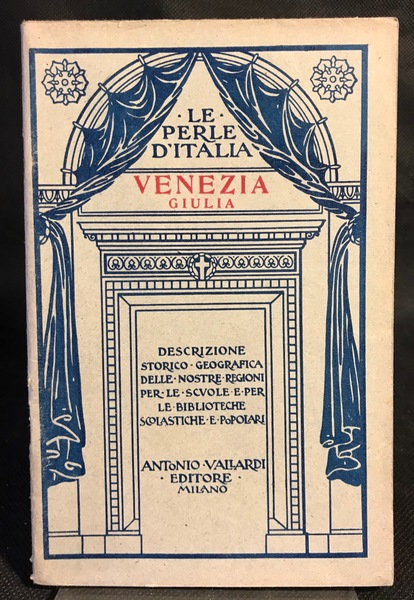 · LE ·
PERLE
D'ITALIA
VENEZIA
GIULIA
DESCRIZIONE
STORICO · GEOGRAFICA
DELLE · NOSTRE · REGIONI
PER · LE · SCVOLE · E · PER
LE · BIBLIOTECHE
SCOLASTICHE · E · POPOLARI
ANTONIO · VALLARDI
· EDITORE ·
MILANO